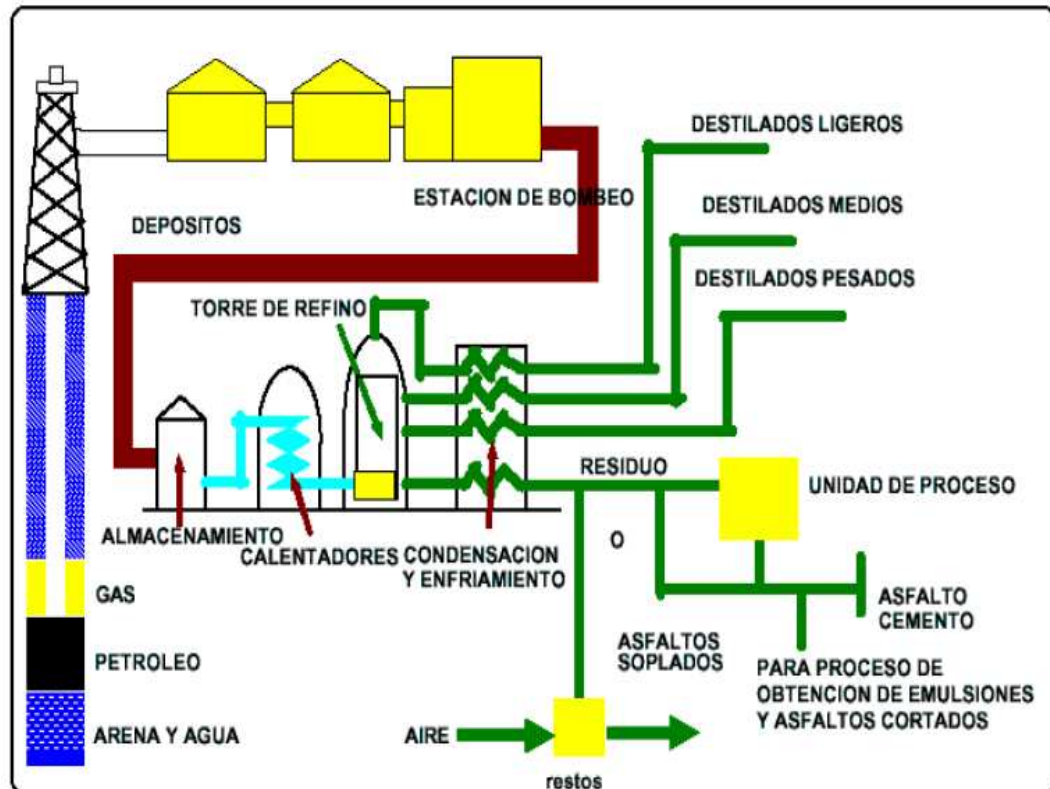 DESTILADOS LIGEROS
ESTACION DE BOMBEO
DESTILADOS MEDIOS
DEPOSITOS
DESTILADOS PESADOS
TORRE DE REFINO
RESIDUO
UNIDAD DE PROCESO
ALMACENAMIENTO
CALENTADORES
CONDENSACION
Y ENFRIAMIENTO
O
GAS
ASFALTO
CEMENTO
ASFALTOS
SOPLADOS
PETROLEO
PARA PROCESO DE
OBTENCION DE EMULSIONES
Y ASFALTOS CORTADOS
ARENA Y AGUA
AIRE
restos